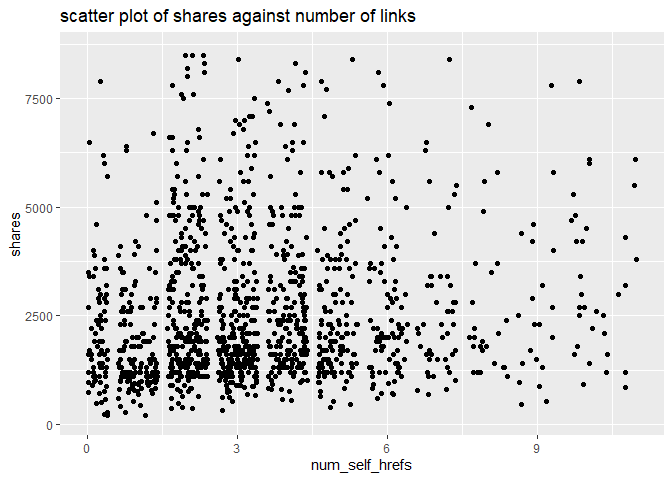 scatter plot of shares against number of links
7500
5000
2500
0
shares
0 3 6 9
num_self_hrefs